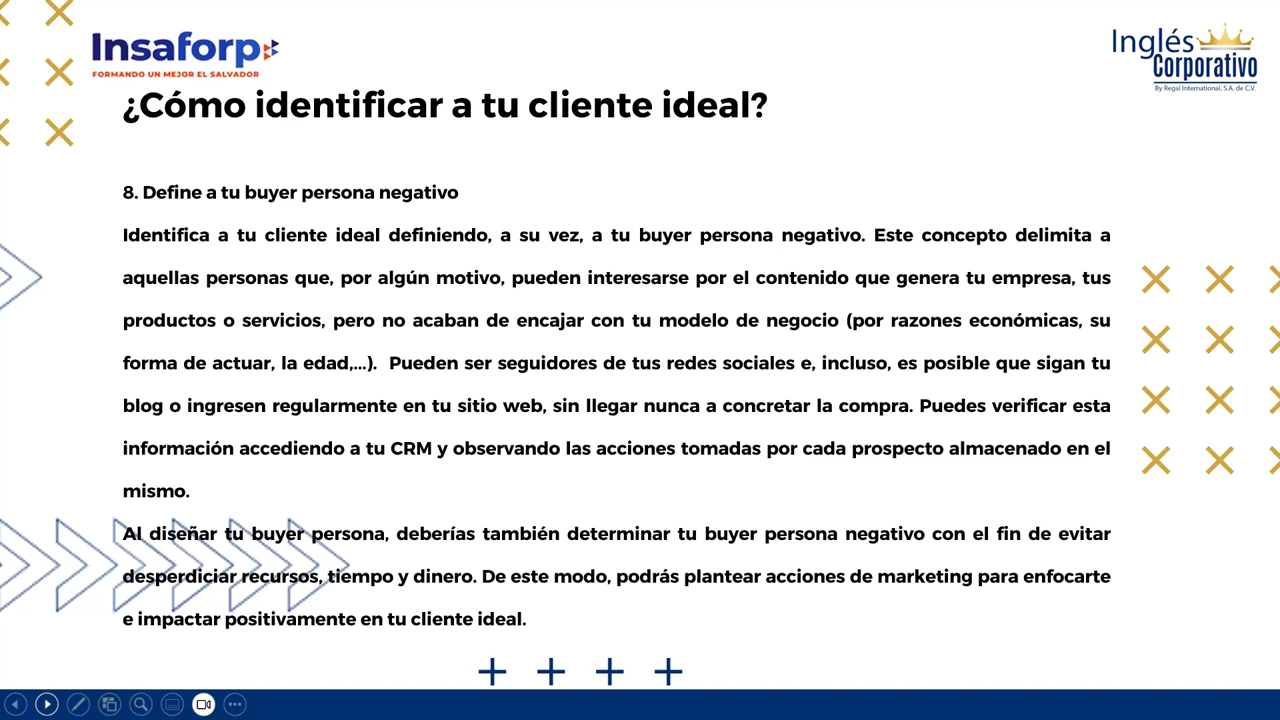 Insaforp
FORMANDO UN MEJOR EL SALVADOR
Inglés
Corporativo
By Regal International, S.A. de C.V.
¿Cómo identificar a tu cliente ideal?
8. Define a tu buyer persona negativo
Identifica a tu cliente ideal definiendo, a su vez, a tu buyer persona negativo. Este concepto delimita a
aquellas personas que, por algún motivo, pueden interesarse por el contenido que genera tu empresa, tus
productos o servicios, pero no acaban de encajar con tu modelo de negocio (por razones económicas, su
forma de actuar, la edad,...). Pueden ser seguidores de tus redes sociales e, incluso, es posible que sigan tu
blog o ingresen regularmente en tu sitio web, sin llegar nunca a concretar la compra. Puedes verificar esta
información accediendo a tu CRM y observando las acciones tomadas por cada prospecto almacenado en el
mismo.
Al diseñar tu buyer persona, deberías también determinar tu buyer persona negativo con el fin de evitar
desperdiciar recursos, tiempo y dinero. De este modo, podrás plantear acciones de marketing para enfocarte
e impactar positivamente en tu cliente ideal.